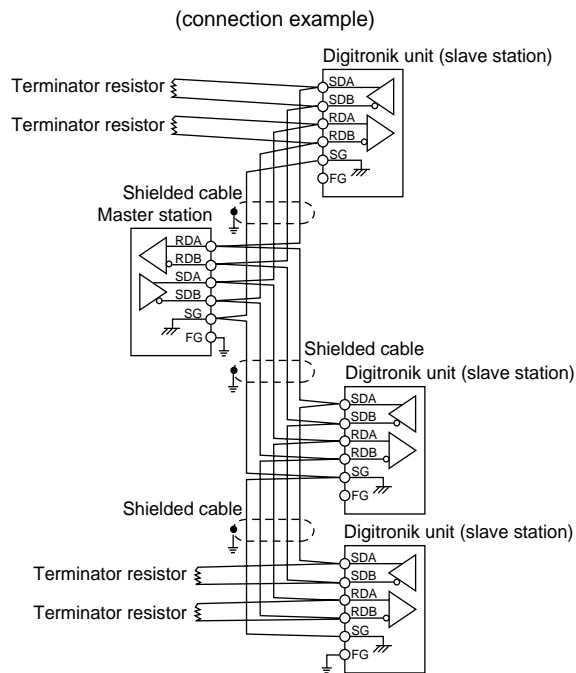 (connection example)
Digitronik unit (slave station)
Terminator resistor
Terminator resistor
SDA
SDB
RDA
RDB
SG
FG
Shielded cable
Master station
RDA
RDB
SDA
SDB
SG
FG
Shielded cable
Digitronik unit (slave station)
SDA
SDB
RDA
RDB
SG
FG
Shielded cable
Digitronik unit (slave station)
Terminator resistor
Terminator resistor
SDA
SDB
RDA
RDB
SG
FG